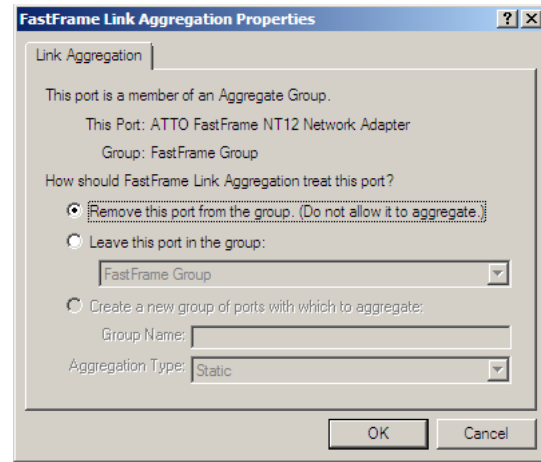 FastFrame Link Aggregation Properties
Link Aggregation
This port is a member of an Aggregate Group.
This Port: ATTO FastFrame NT12 Network Adapter
Group: FastFrame Group
How should FastFrame Link Aggregation treat this port?
Remove this port from the group. (Do not allow it to aggregate.)
Leave this port in the group:
FastFrame Group
Create a new group of ports with which to aggregate:
Group Name:
Aggregation Type: Static
OK Cancel